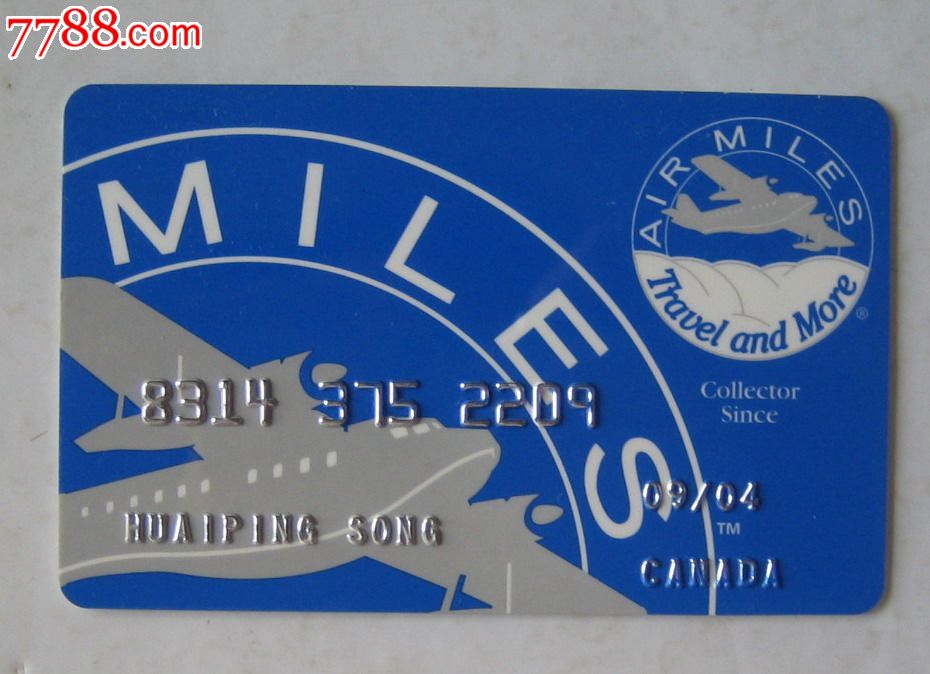 7788.com
MILES
AIR MILES
Travel and More®
Collector
Since
8314 375 2209
09/04
HUAIPING SONG
TM
CANADA